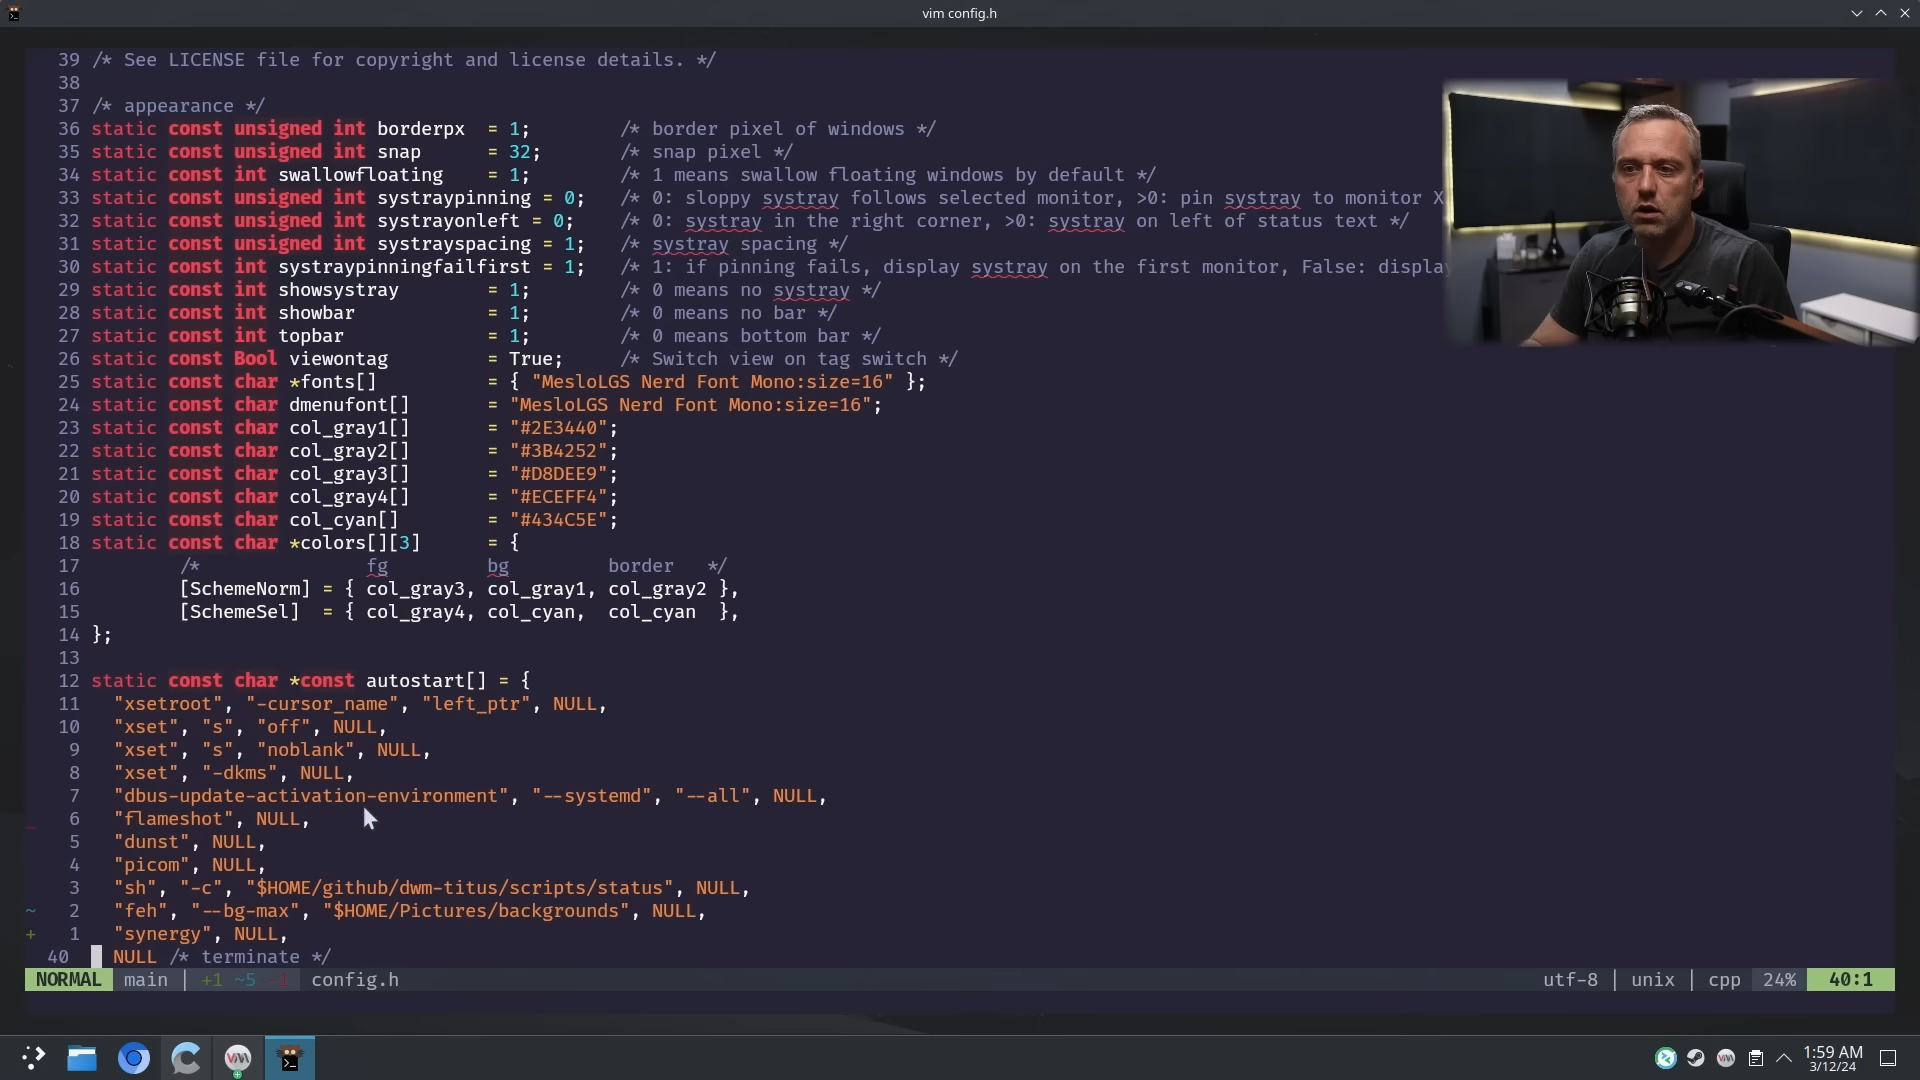 vim config.h
39 /* See LICENSE file for copyright and license details. */
38
37 /* appearance */
36 static const unsigned int borderpx  = 1;        /* border pixel of windows */
35 static const unsigned int snap      = 32;       /* snap pixel */
34 static const int swallowfloating    = 1;        /* 1 means swallow floating windows by default */
33 static const unsigned int systraypinning = 0;   /* 0: sloppy systray follows selected monitor, >0: pin systray to monitor X
32 static const unsigned int systrayonleft = 0;    /* 0: systray in the right corner, >0: systray on left of status text */
31 static const unsigned int systrayspacing = 1;   /* systray spacing */
30 static const int systraypinningfailfirst = 1;   /* 1: if pinning fails, display systray on the first monitor, False: display
29 static const int showsystray        = 1;        /* 0 means no systray */
28 static const int showbar            = 1;        /* 0 means no bar */
27 static const int topbar             = 1;        /* 0 means bottom bar */
26 static const Bool viewontag         = True;     /* Switch view on tag switch */
25 static const char *fonts[]          = { "MesloLGS Nerd Font Mono:size=16" };
24 static const char dmenufont[]       = "MesloLGS Nerd Font Mono:size=16";
23 static const char col_gray1[]       = "#2E3440";
22 static const char col_gray2[]       = "#3B4252";
21 static const char col_gray3[]       = "#D8DEE9";
20 static const char col_gray4[]       = "#ECEFF4";
19 static const char col_cyan[]        = "#434C5E";
18 static const char *colors[][3]      = {
17         /*               fg         bg         border   */
16         [SchemeNorm] = { col_gray3, col_gray1, col_gray2 },
15         [SchemeSel]  = { col_gray4, col_cyan,  col_cyan  },
14 };
13
12 static const char *const autostart[] = {
11   "xsetroot", "-cursor_name", "left_ptr", NULL,
10   "xset", "s", "off", NULL,
9   "xset", "s", "noblank", NULL,
8   "xset", "-dkms", NULL,
7   "dbus-update-activation-environment", "--systemd", "--all", NULL,
_ 6   "flameshot", NULL,
5   "dunst", NULL,
4   "picom", NULL,
3   "sh", "-c", "$HOME/github/dwm-titus/scripts/status", NULL,
~ 2   "feh", "--bg-max", "$HOME/Pictures/backgrounds", NULL,
+ 1   "synergy", NULL,
40   NULL /* terminate */
NORMAL main | +1 ~5 -1 config.h utf-8 | unix | cpp 24% 40:1
1:59 AM
3/12/24